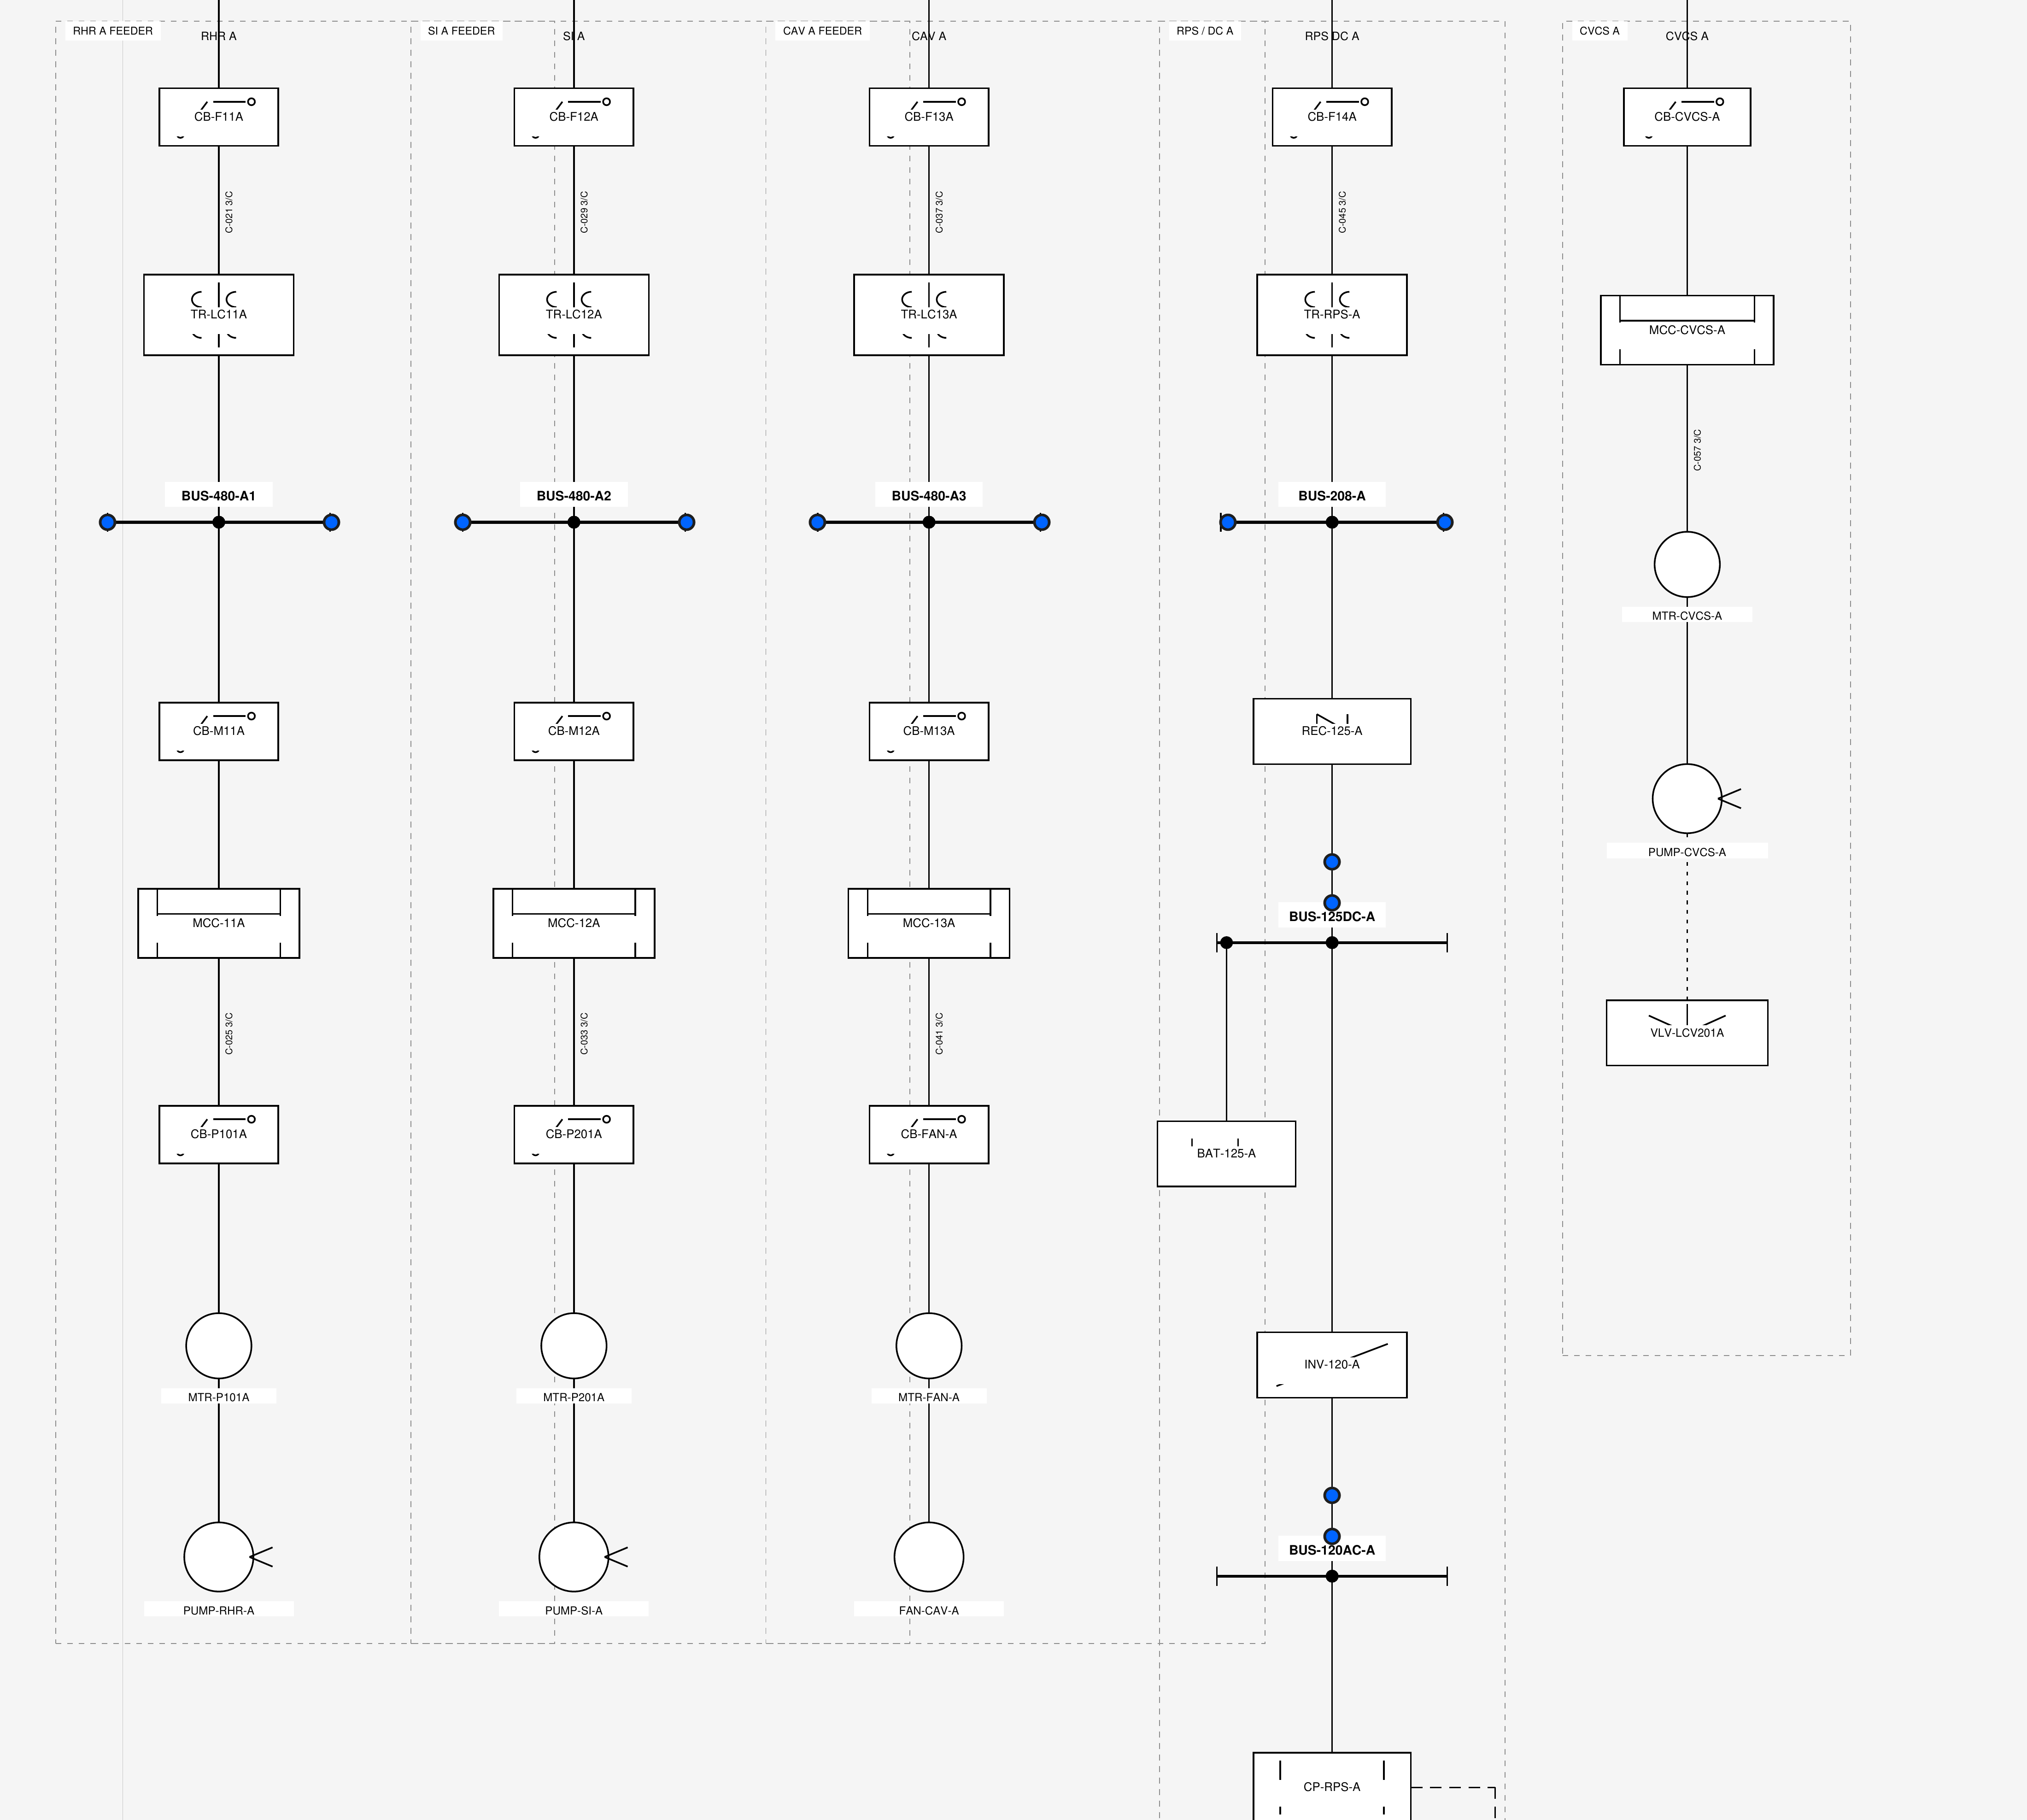 RHR A FEEDER
RHR A
SI A FEEDER
SI A
CAV A FEEDER
CAV A
RPS / DC A
RPS DC A
CVCS A
CVCS A
CB-F11A
CB-F12A
CB-F13A
CB-F14A
CB-CVCS-A
C-021 3/C
C-029 3/C
C-037 3/C
C-045 3/C
TR-LC11A
TR-LC12A
TR-LC13A
TR-RPS-A
MCC-CVCS-A
C-057 3/C
BUS-480-A1
BUS-480-A2
BUS-480-A3
BUS-208-A
MTR-CVCS-A
CB-M11A
CB-M12A
CB-M13A
REC-125-A
PUMP-CVCS-A
MCC-11A
MCC-12A
MCC-13A
BUS-125DC-A
C-025 3/C
C-033 3/C
C-041 3/C
VLV-LCV201A
CB-P101A
CB-P201A
CB-FAN-A
BAT-125-A
INV-120-A
MTR-P101A
MTR-P201A
MTR-FAN-A
BUS-120AC-A
PUMP-RHR-A
PUMP-SI-A
FAN-CAV-A
CP-RPS-A